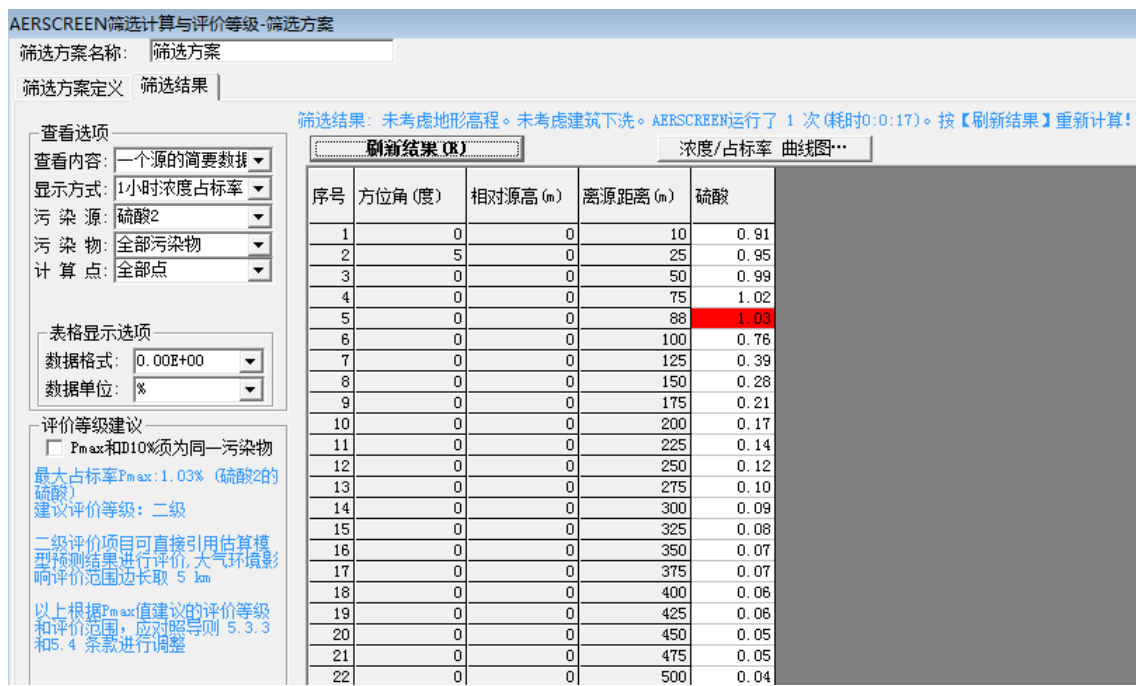 AERSCREEN筛选计算与评价等级-筛选方案
筛选方案名称: 筛选方案
筛选方案定义 筛选结果
筛选结果: 未考虑地形高程。未考虑建筑下洗。AERSCREEN运行了 1 次(耗时0:0:17)。按【刷新结果】重新计算!
刷新结果(R) 浓度/占标率 曲线图…
查看选项
查看内容: 一个源的简要数据
显示方式: 1小时浓度占标率
污 染 源: 硫酸2
污 染 物: 全部污染物
计 算 点: 全部点
表格显示选项
数据格式: 0.00E+00
数据单位: %
评价等级建议
Pmax和D10%须为同一污染物
最大占标率Pmax:1.03% (硫酸2的
硫酸)
建议评价等级: 二级
二级评价项目可直接引用估算模
型预测结果进行评价,大气环境影
响评价范围边长取 5 km
以上根据Pmax值建议的评价等级
和评价范围, 应对照导则 5.3.3
和5.4 条款进行调整
序号 方位角(度) 相对源高(m) 离源距离(m) 硫酸
1 0 0 10 0.91
2 5 0 25 0.95
3 0 0 50 0.99
4 0 0 75 1.02
5 0 0 88 1.03
6 0 0 100 0.76
7 0 0 125 0.39
8 0 0 150 0.28
9 0 0 175 0.21
10 0 0 200 0.17
11 0 0 225 0.14
12 0 0 250 0.12
13 0 0 275 0.10
14 0 0 300 0.09
15 0 0 325 0.08
16 0 0 350 0.07
17 0 0 375 0.07
18 0 0 400 0.06
19 0 0 425 0.06
20 0 0 450 0.05
21 0 0 475 0.05
22 0 0 500 0.04